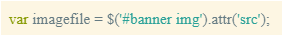 var imagefile = $('#banner img').attr('src');